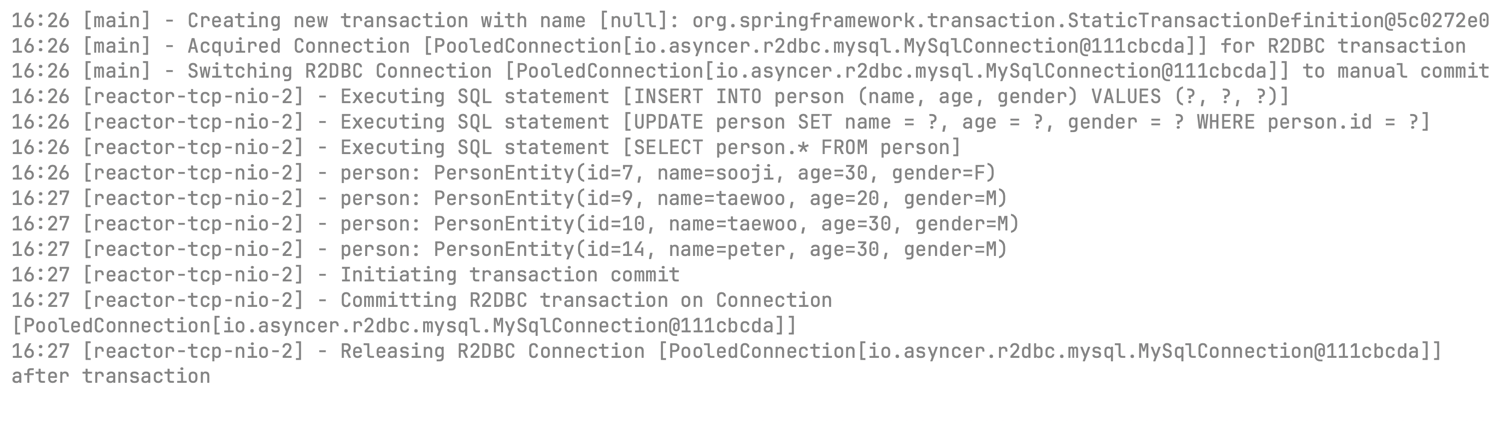 16:26 [main] - Creating new transaction with name [null]: org.springframework.transaction.StaticTransactionDefinition@5c0272e0
16:26 [main] - Acquired Connection [PooledConnection[io.asyncer.r2dbc.mysql.MySqlConnection@111cbcda]] for R2DBC transaction
16:26 [main] - Switching R2DBC Connection [PooledConnection[io.asyncer.r2dbc.mysql.MySqlConnection@111cbcda]] to manual commit
16:26 [reactor-tcp-nio-2] - Executing SQL statement [INSERT INTO person (name, age, gender) VALUES (?, ?, ?)]
16:26 [reactor-tcp-nio-2] - Executing SQL statement [UPDATE person SET name = ?, age = ?, gender = ? WHERE person.id = ?]
16:26 [reactor-tcp-nio-2] - Executing SQL statement [SELECT person.* FROM person]
16:26 [reactor-tcp-nio-2] - person: PersonEntity(id=7, name=sooji, age=30, gender=F)
16:27 [reactor-tcp-nio-2] - person: PersonEntity(id=9, name=taewoo, age=20, gender=M)
16:27 [reactor-tcp-nio-2] - person: PersonEntity(id=10, name=taewoo, age=30, gender=M)
16:27 [reactor-tcp-nio-2] - person: PersonEntity(id=14, name=peter, age=30, gender=M)
16:27 [reactor-tcp-nio-2] - Initiating transaction commit
16:27 [reactor-tcp-nio-2] - Committing R2DBC transaction on Connection
[PooledConnection[io.asyncer.r2dbc.mysql.MySqlConnection@111cbcda]]
16:27 [reactor-tcp-nio-2] - Releasing R2DBC Connection [PooledConnection[io.asyncer.r2dbc.mysql.MySqlConnection@111cbcda]]
after transaction